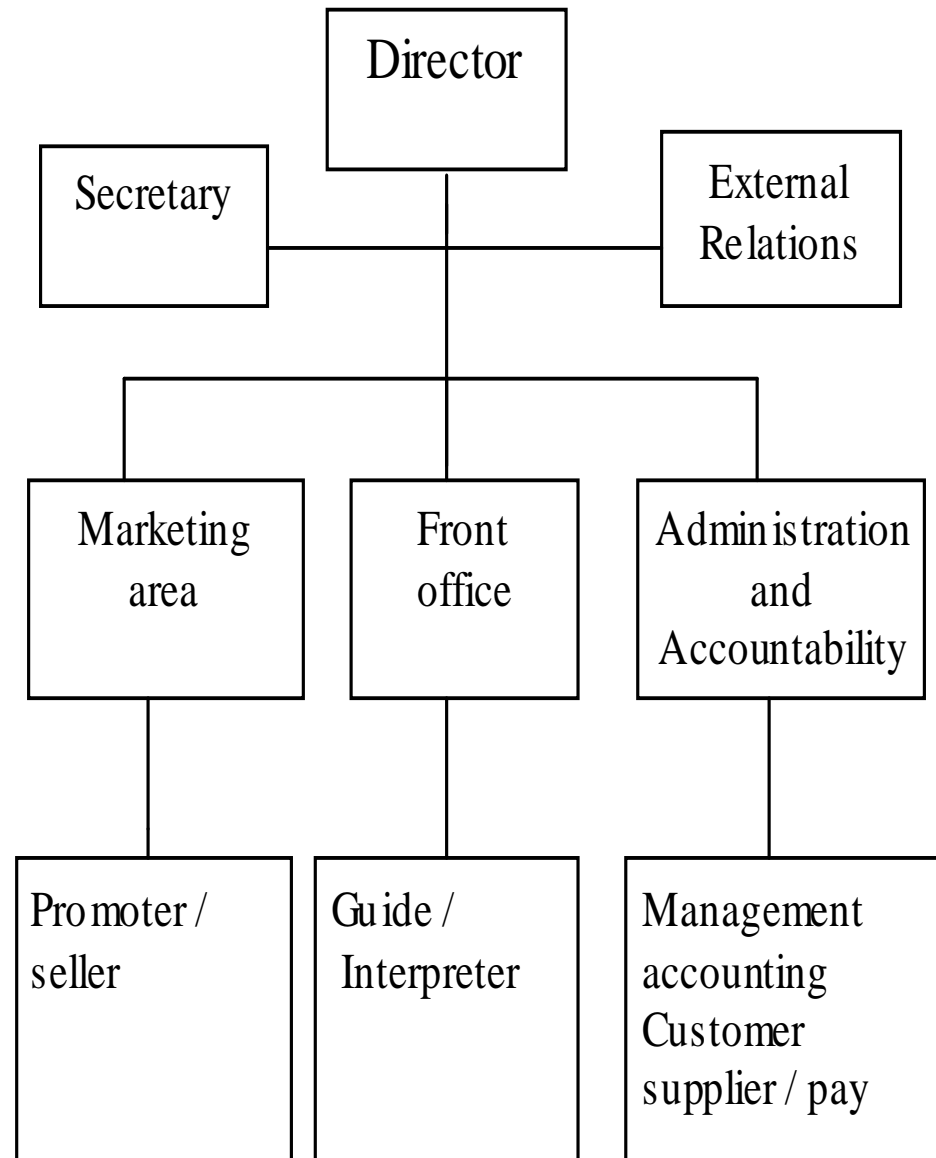 Director
Secretary
External
Relations
Marketing
area
Front
office
Administration
and
Accountability
Promoter /
seller
Guide /
Interpreter
Management
accounting
Customer
supplier / pay